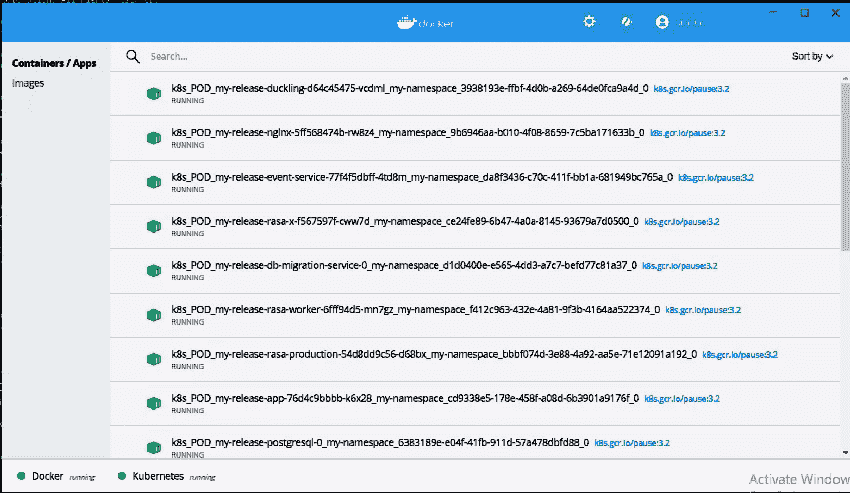 docker
Containers / Apps
Images
Search...
Sort by
k8s_POD_my-release-duckling-d64c45475-vcdml_my-namespace_3938193e-ffbf-4d0b-a269-64de0fca9a4d_0 k8s.gcr.io/pause:3.2
RUNNING
k8s_POD_my-release-nginx-5ff568474b-rw8z4_my-namespace_9b6946aa-b010-4f08-8659-7c5ba171633b_0 k8s.gcr.io/pause:3.2
RUNNING
k8s_POD_my-release-event-service-77f4f5dbff-4td8m_my-namespace_da8f3436-c70c-411f-bb1a-681949bc765a_0 k8s.gcr.io/pause:3.2
RUNNING
k8s_POD_my-release-rasa-x-f567597f-cww7d_my-namespace_ce24fe89-6b47-4a0a-8145-93679a7d0500_0 k8s.gcr.io/pause:3.2
RUNNING
k8s_POD_my-release-db-migration-service-0_my-namespace_d1d0400e-e565-4dd3-a7c7-befd77c81a37_0 k8s.gcr.io/pause:3.2
RUNNING
k8s_POD_my-release-rasa-worker-6fff94d5-mn7gz_my-namespace_f412c963-432e-4a81-9f3b-4164aa522374_0 k8s.gcr.io/pause:3.2
RUNNING
k8s_POD_my-release-rasa-production-54d8dd9c56-d68bx_my-namespace_bbbf074d-3e88-4a92-aa5e-71e12091a192_0 k8s.gcr.io/pause:3.2
RUNNING
k8s_POD_my-release-app-76d4c9bbbb-k6x28_my-namespace_cd9338e5-178e-458f-a08d-6b3901a9176f_0 k8s.gcr.io/pause:3.2
RUNNING
k8s_POD_my-release-postgresql-0_my-namespace_6383189e-e04f-41fb-911d-57a478dbfd88_0 k8s.gcr.io/pause:3.2
RUNNING
Docker running Kubernetes running
Activate Window